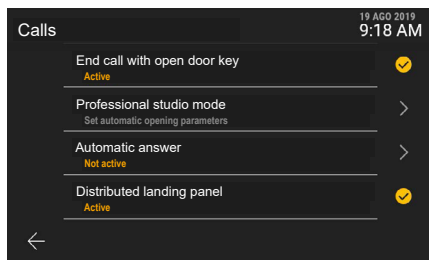 19 AGO 2019
Calls
9:18 AM
End call with open door key
Active
Professional studio mode
Set automatic opening parameters
Automatic answer
Not active
Distributed landing panel
Active